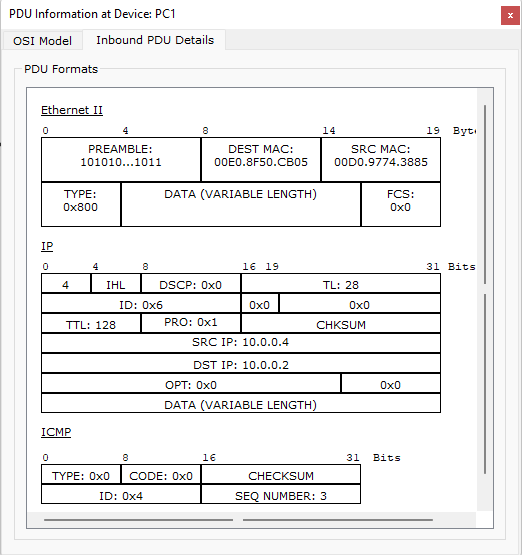 PDU Information at Device: PC1
x
OSI Model Inbound PDU Details
PDU Formats
Ethernet II
0 4 8 14 19 Byte
PREAMBLE: DEST MAC: SRC MAC:
101010...1011 00E0.8F50.CB05 00D0.9774.3885
TYPE: DATA (VARIABLE LENGTH) FCS:
0x800 0x0
IP
0 4 8 16 19 31 Bits
4 IHL DSCP: 0x0 TL: 28
ID: 0x6 0x0 0x0
TTL: 128 PRO: 0x1 CHKSUM
SRC IP: 10.0.0.4
DST IP: 10.0.0.2
OPT: 0x0 0x0
DATA (VARIABLE LENGTH)
ICMP
0 8 16 31 Bits
TYPE: 0x0 CODE: 0x0 CHECKSUM
ID: 0x4 SEQ NUMBER: 3